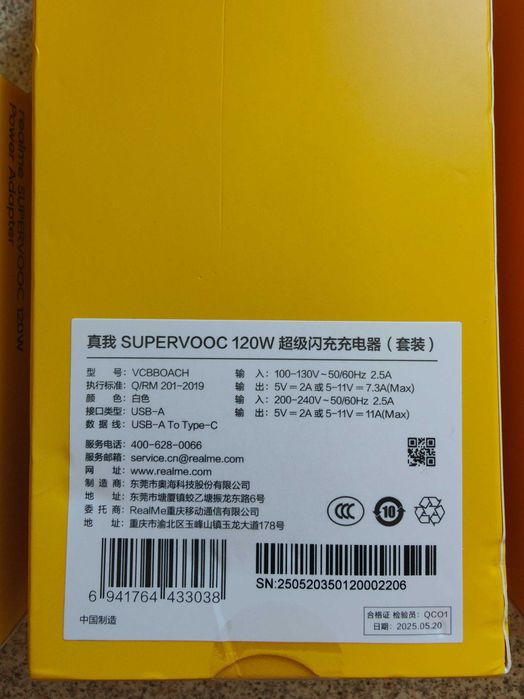 realme SUPERVOOC 120W
Power Adapter
真我 SUPERVOOC 120W 超级闪充充电器（套装）
型 号： VCBBOACH
执行标准： Q/RM 201-2019
颜 色： 白色
接口类型： USB-A
数 据 线： USB-A To Type-C
输 入： 100-130V~50/60Hz 2.5A
输 出： 5V⎓2A 或 5-11V⎓7.3A(Max)
输 入： 200-240V~50/60Hz 2.5A
输 出： 5V⎓2A 或 5-11V⎓11A(Max)
服务电话： 400-628-0066
服务邮箱： service.cn@realme.com
网 址： www.realme.com
制 造 商： 东莞市奥海科技股份有限公司
地 址： 东莞市塘厦镇蛟乙塘振龙东路6号
委 托 商： RealMe重庆移动通信有限公司
地 址： 重庆市渝北区玉峰山镇玉龙大道178号
CCC
10
6 941764 433038
SN:250520350120002206
中国制造
合格证 检验员： QC01
日期： 2025.05.20